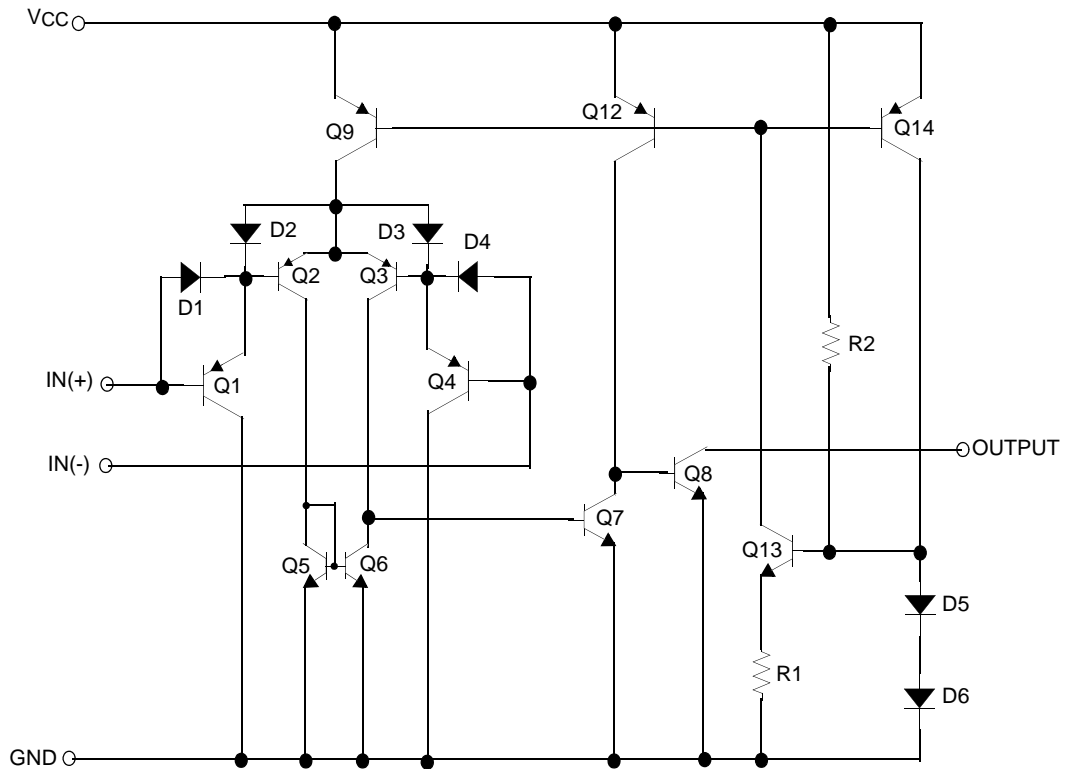 VCC
Q9
Q12
Q14
D2
D3
D4
Q2
Q3
D1
R2
IN(+)
Q1
Q4
IN(-)
OUTPUT
Q8
Q7
Q13
Q5
Q6
D5
R1
D6
GND